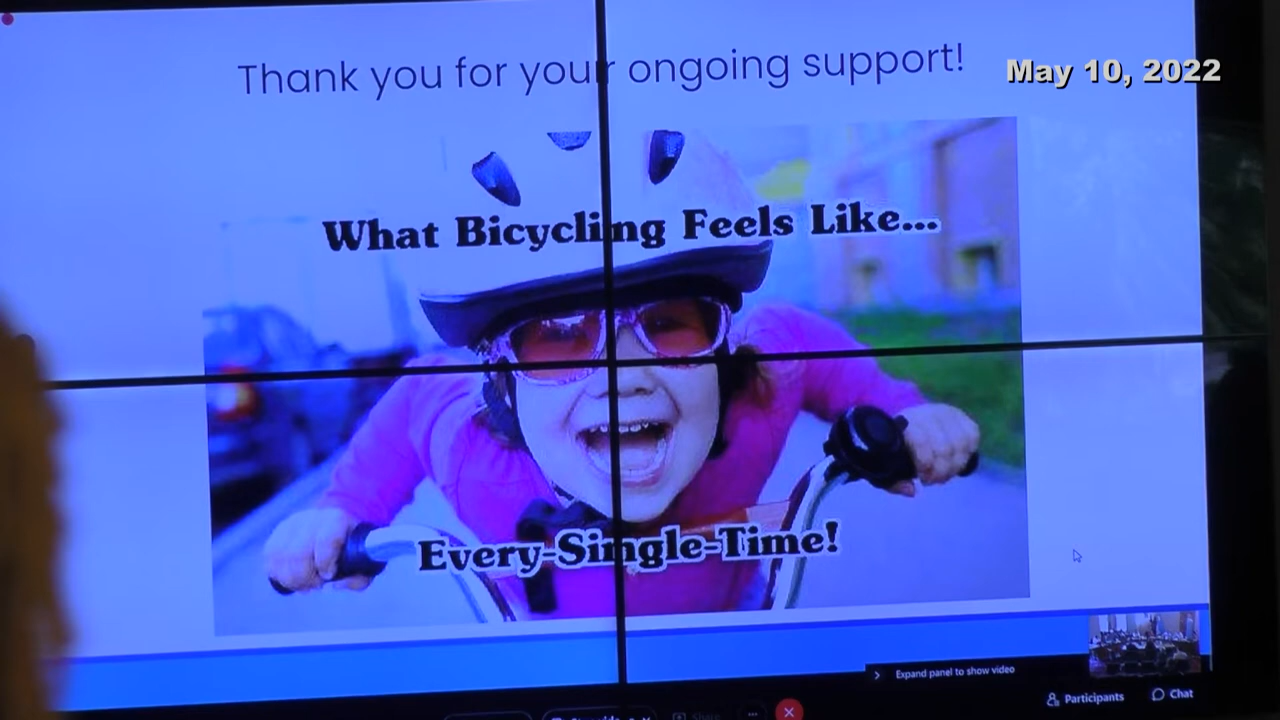 Thank you for your ongoing support!
May 10, 2022
What Bicycling Feels Like...
Every-Single-Time!
Expand panel to show video
Participants
Chat
Share